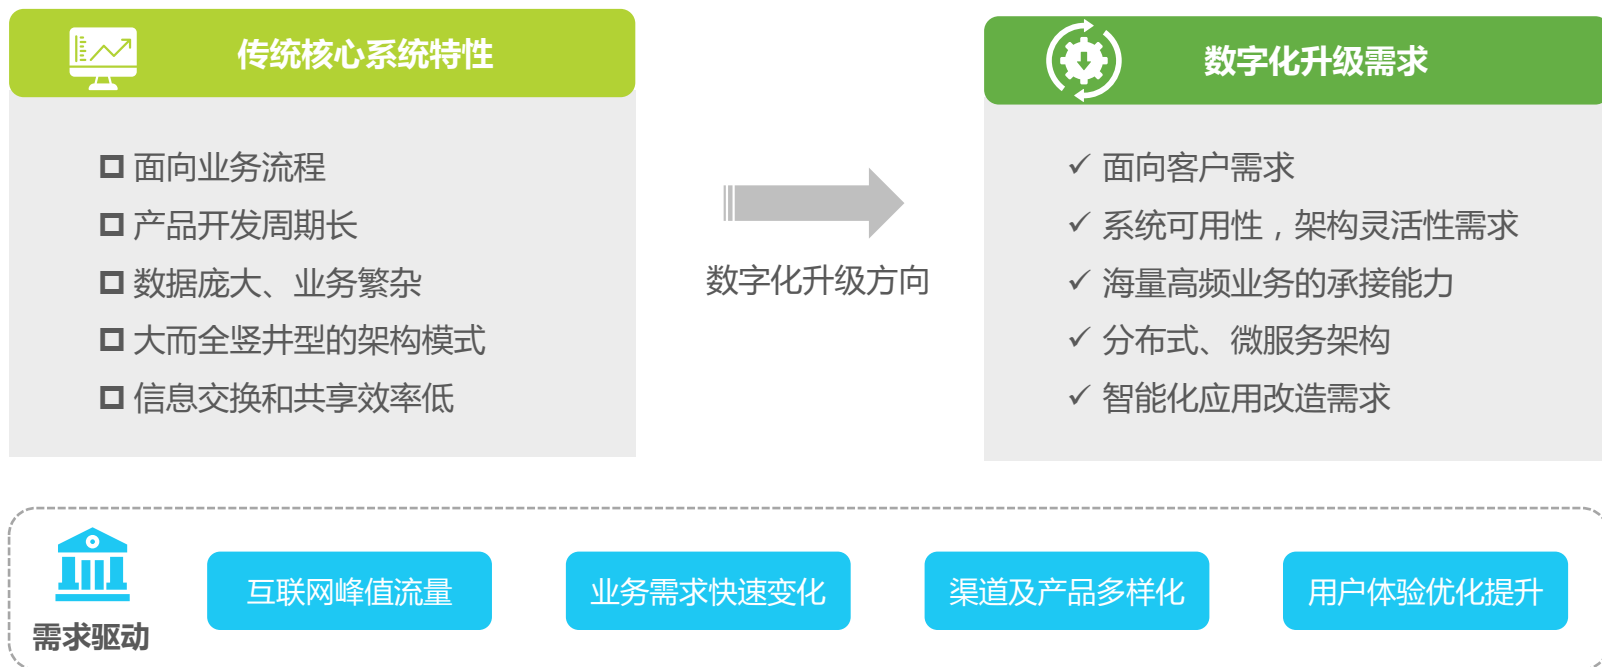 传统核心系统特性
面向业务流程
产品开发周期长
数据庞大、业务繁杂
大而全竖井型的架构模式
信息交换和共享效率低
数字化升级方向
数字化升级需求
面向客户需求
系统可用性，架构灵活性需求
海量高频业务的承接能力
分布式、微服务架构
智能化应用改造需求
需求驱动
互联网峰值流量
业务需求快速变化
渠道及产品多样化
用户体验优化提升